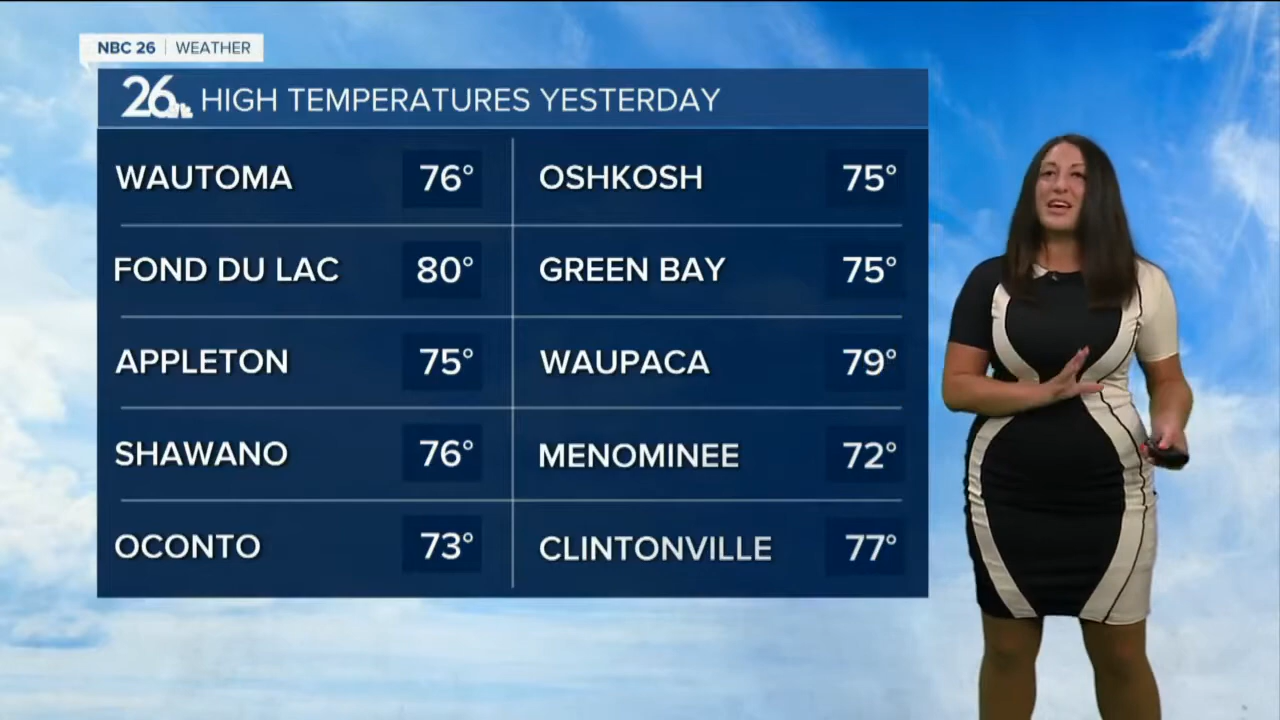 NBC 26 | WEATHER
26 HIGH TEMPERATURES YESTERDAY
WAUTOMA 76° OSHKOSH 75°
FOND DU LAC 80° GREEN BAY 75°
APPLETON 75° WAUPACA 79°
SHAWANO 76° MENOMINEE 72°
OCONTO 73° CLINTONVILLE 77°